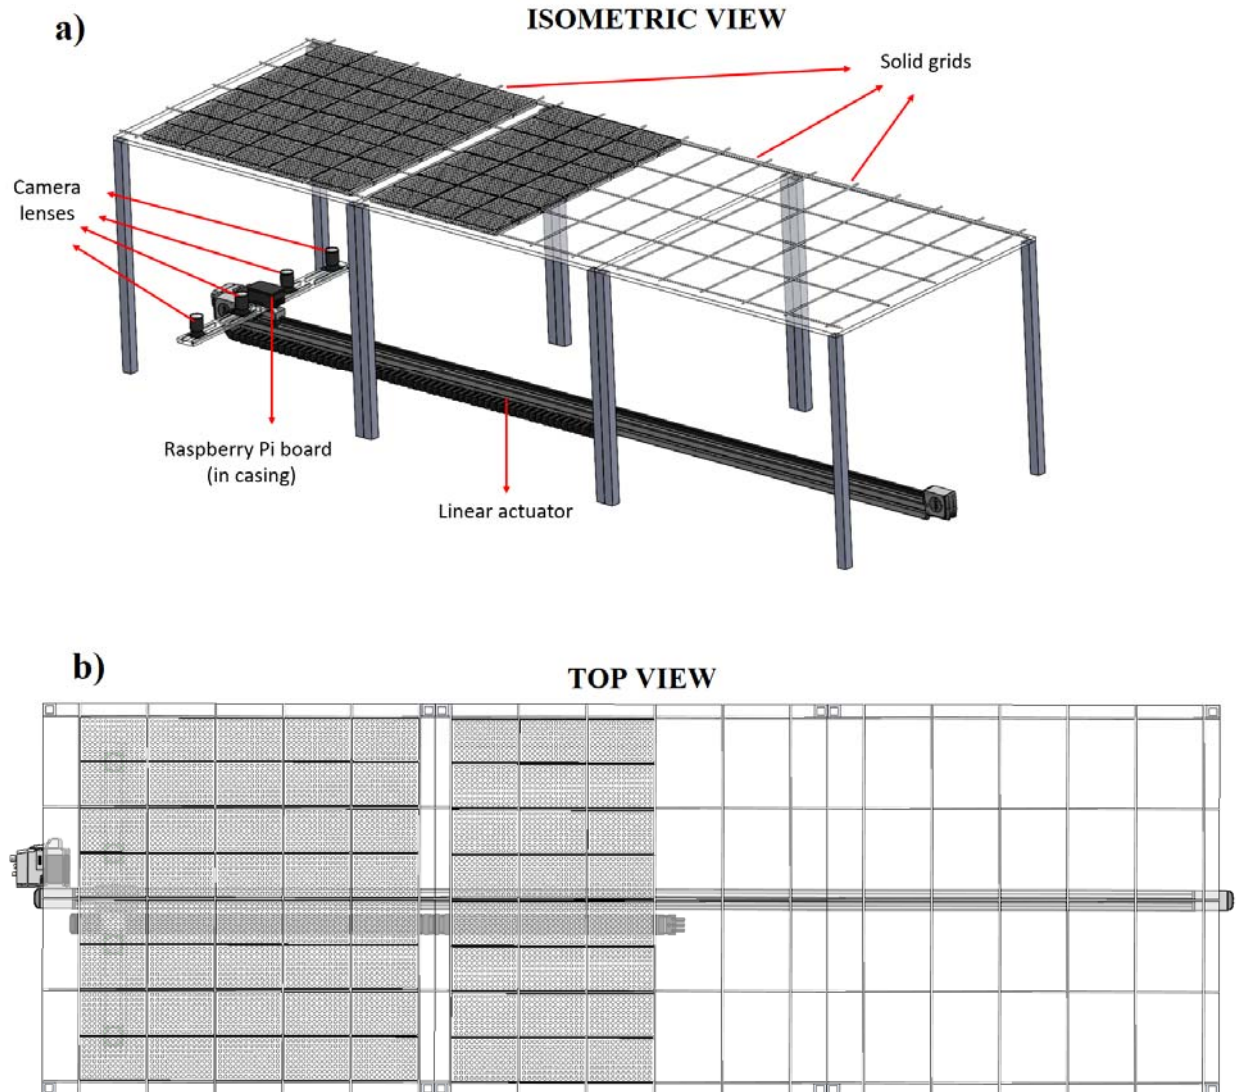 a)
ISOMETRIC VIEW
Solid grids
Camera
lenses
Raspberry Pi board
(in casing)
Linear actuator
b)
TOP VIEW